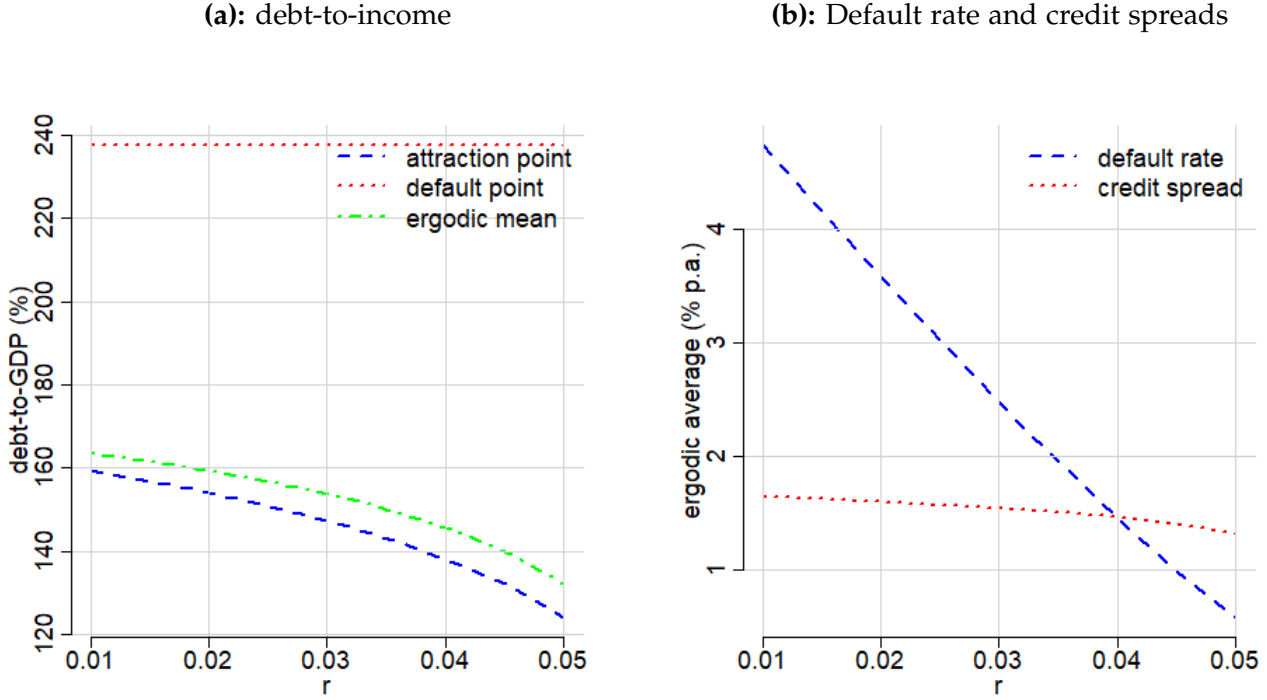 (a): debt-to-income
240
220
200
180
160
140
120
debt-to-GDP (%)
attraction point
default point
ergodic mean
0.01 0.02 0.03 0.04 0.05
r
(b): Default rate and credit spreads
4
3
2
1
ergodic average (% p.a.)
default rate
credit spread
0.01 0.02 0.03 0.04 0.05
r